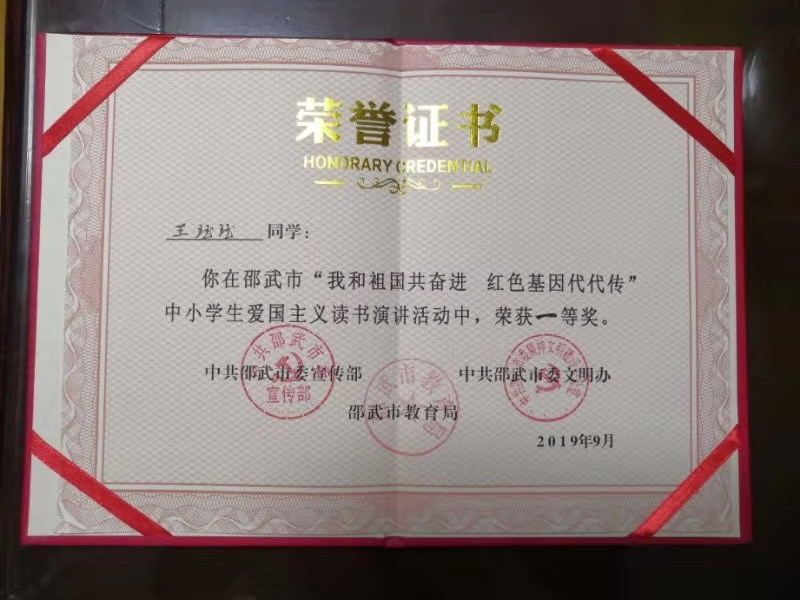 荣誉证书
HONORARY CREDENTIAL
王 同学：
你在邵武市“我和祖国共奋进 红色基因代代传”
中小学生爱国主义读书演讲活动中，荣获一等奖。
中共邵武市委宣传部 中共邵武市委文明办
邵武市教育局
2019年9月
宣传部